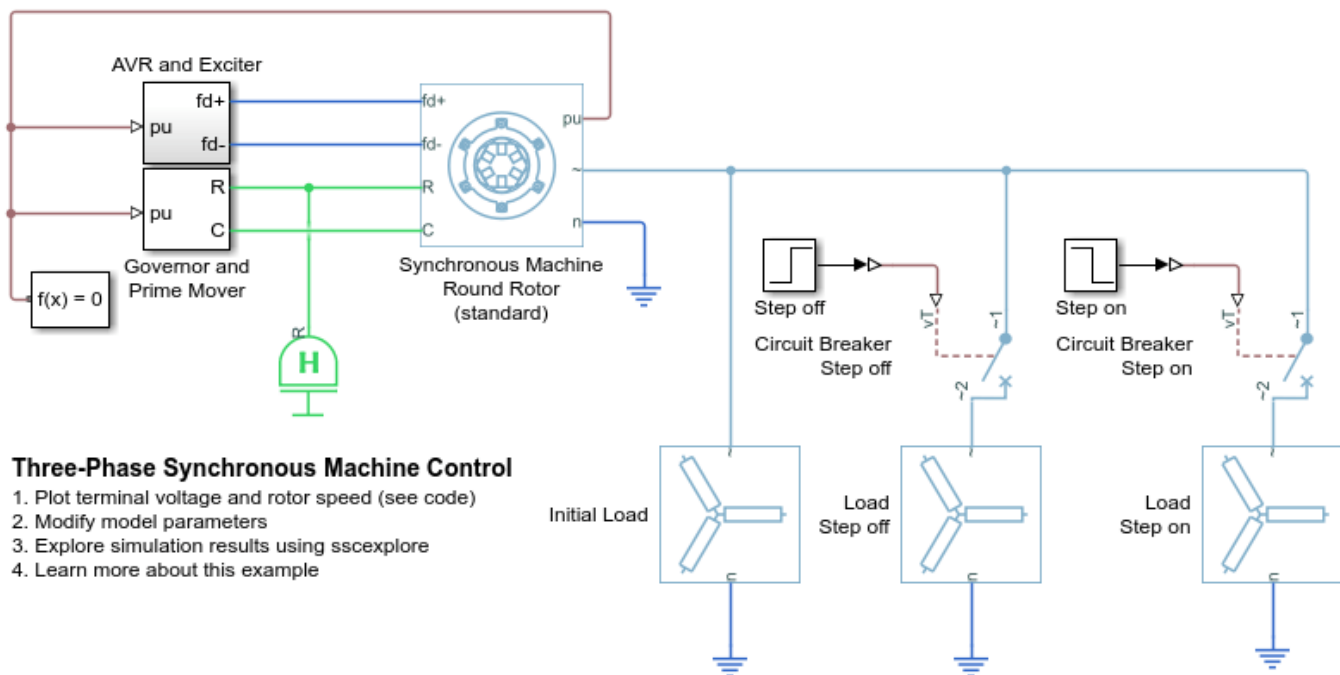 AVR and Exciter
pu
fd+
fd-
pu
R
C
Governor and
Prime Mover
f(x) = 0
R
H
fd+
fd-
R
C
pu
~
n
Synchronous Machine
Round Rotor
(standard)
Step off
vT
~1
Circuit Breaker
Step off
~2
Step on
vT
~1
Circuit Breaker
Step on
~2
Three-Phase Synchronous Machine Control
1. Plot terminal voltage and rotor speed (see code)
2. Modify model parameters
3. Explore simulation results using sscexplore
4. Learn more about this example
Initial Load
~
n
Load
Step off
~
n
Load
Step on
~
n